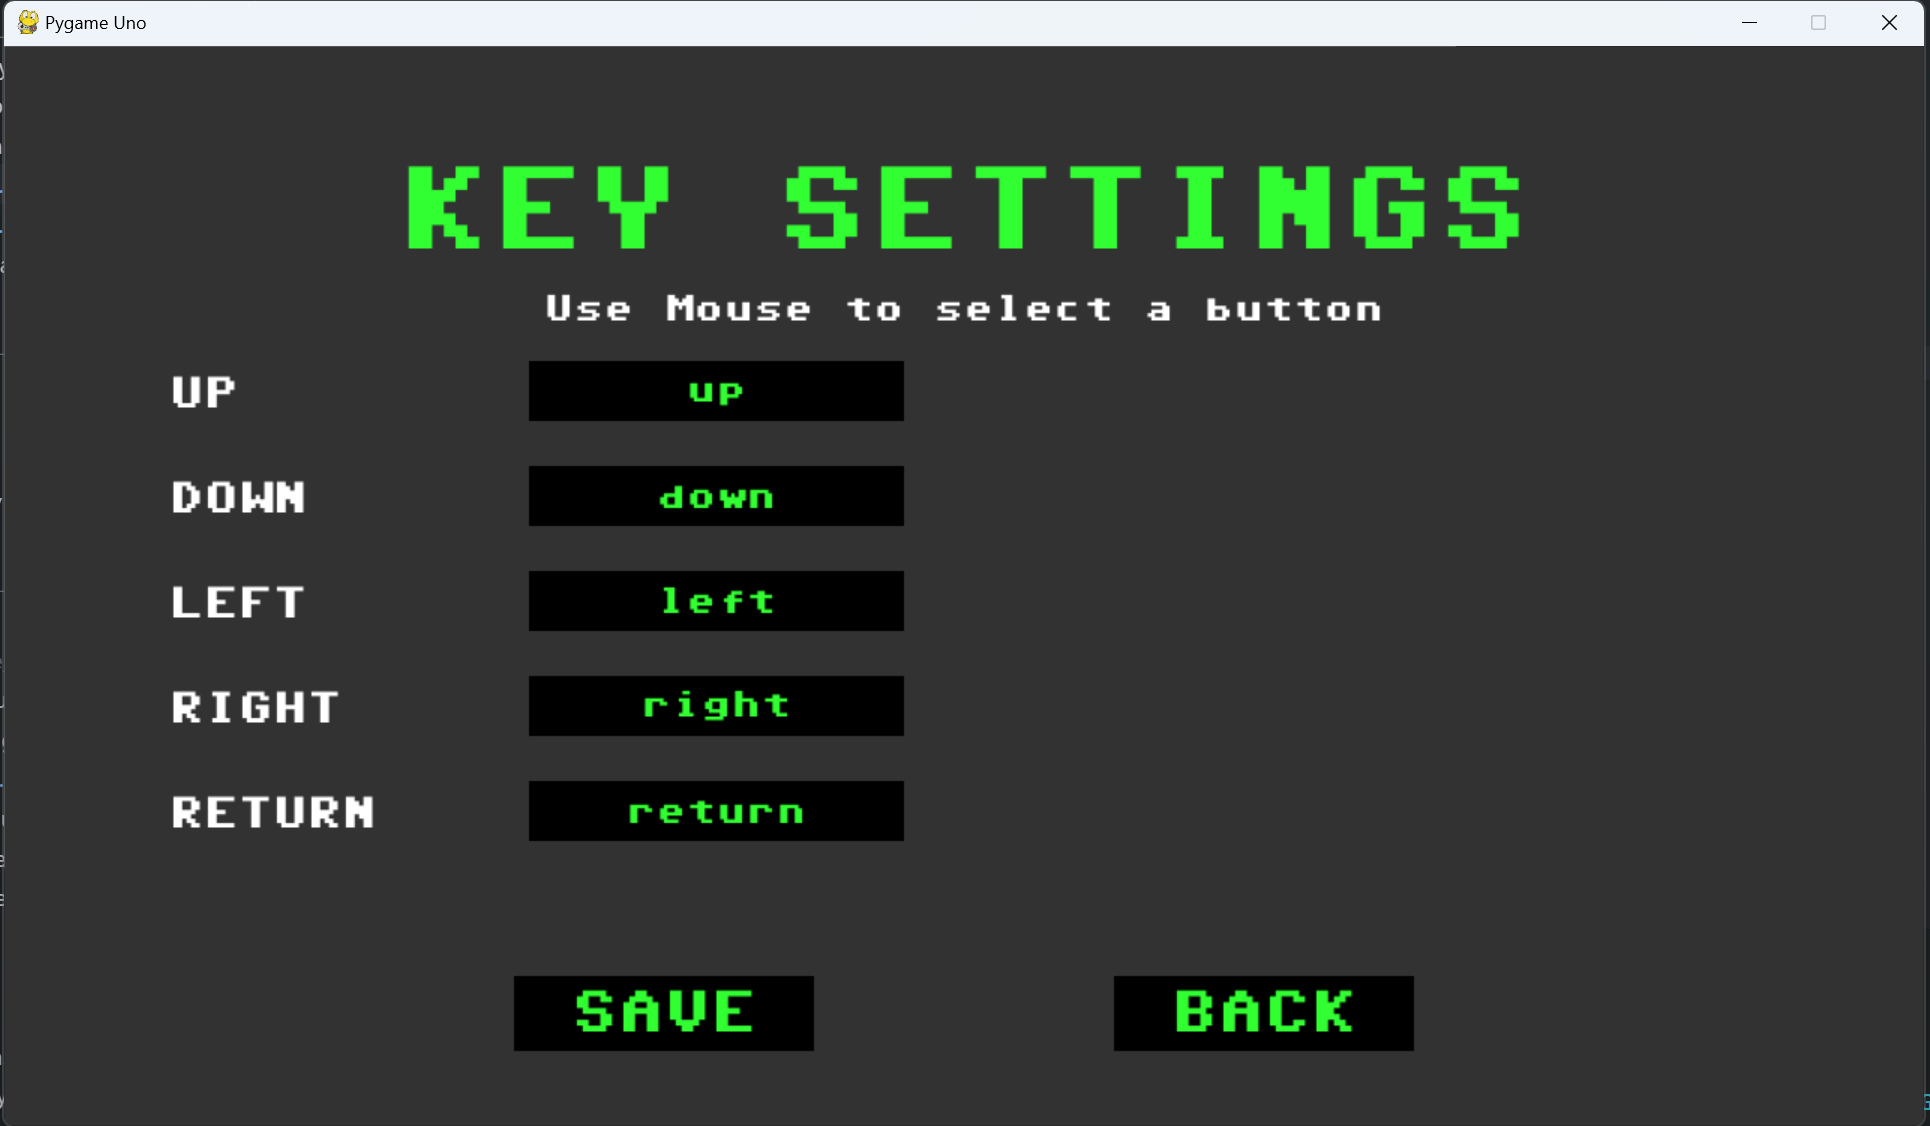 Pygame Uno
KEY SETTINGS
Use Mouse to select a button
UP up
DOWN down
LEFT left
RIGHT right
RETURN return
SAVE BACK